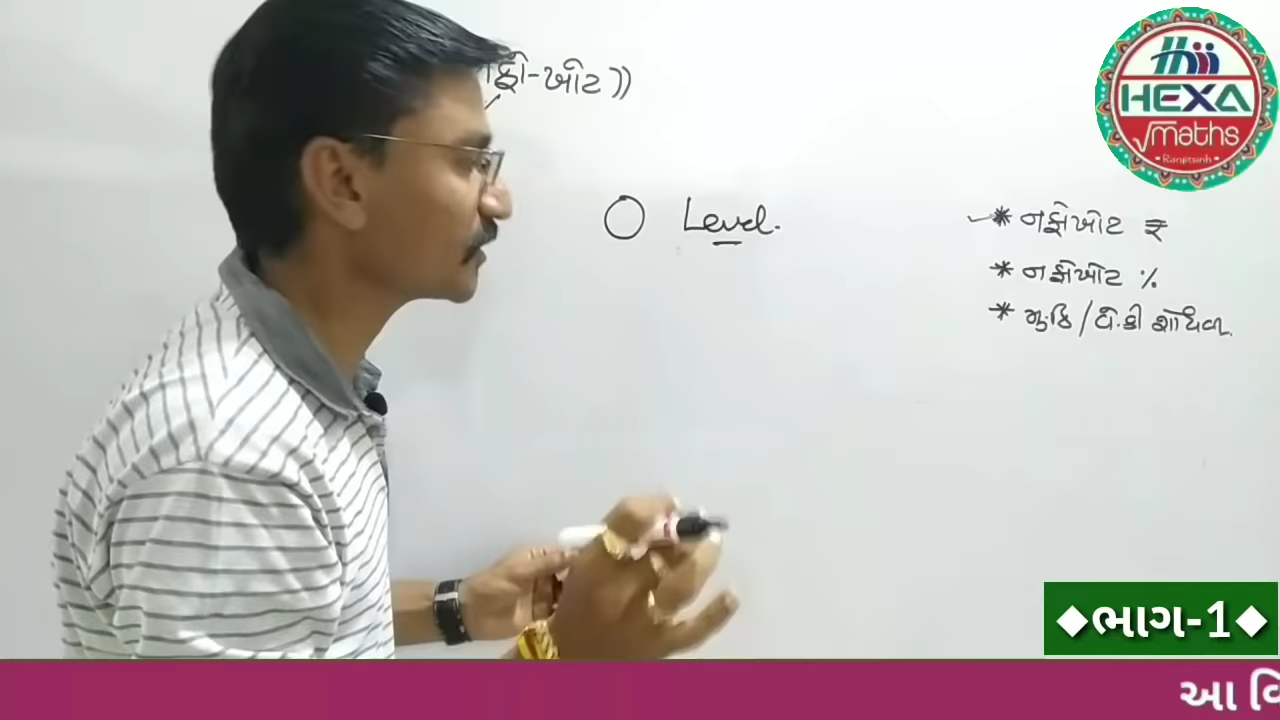 ફો-ખોટ ))
HEXA
√maths
Ranjitsinh
○ Level.
* નફોખોટ ₹
* નફોખોટ %
* મુ.કિં / વે.કિં શોધવા.
◆ભાગ-1◆
આ વિ